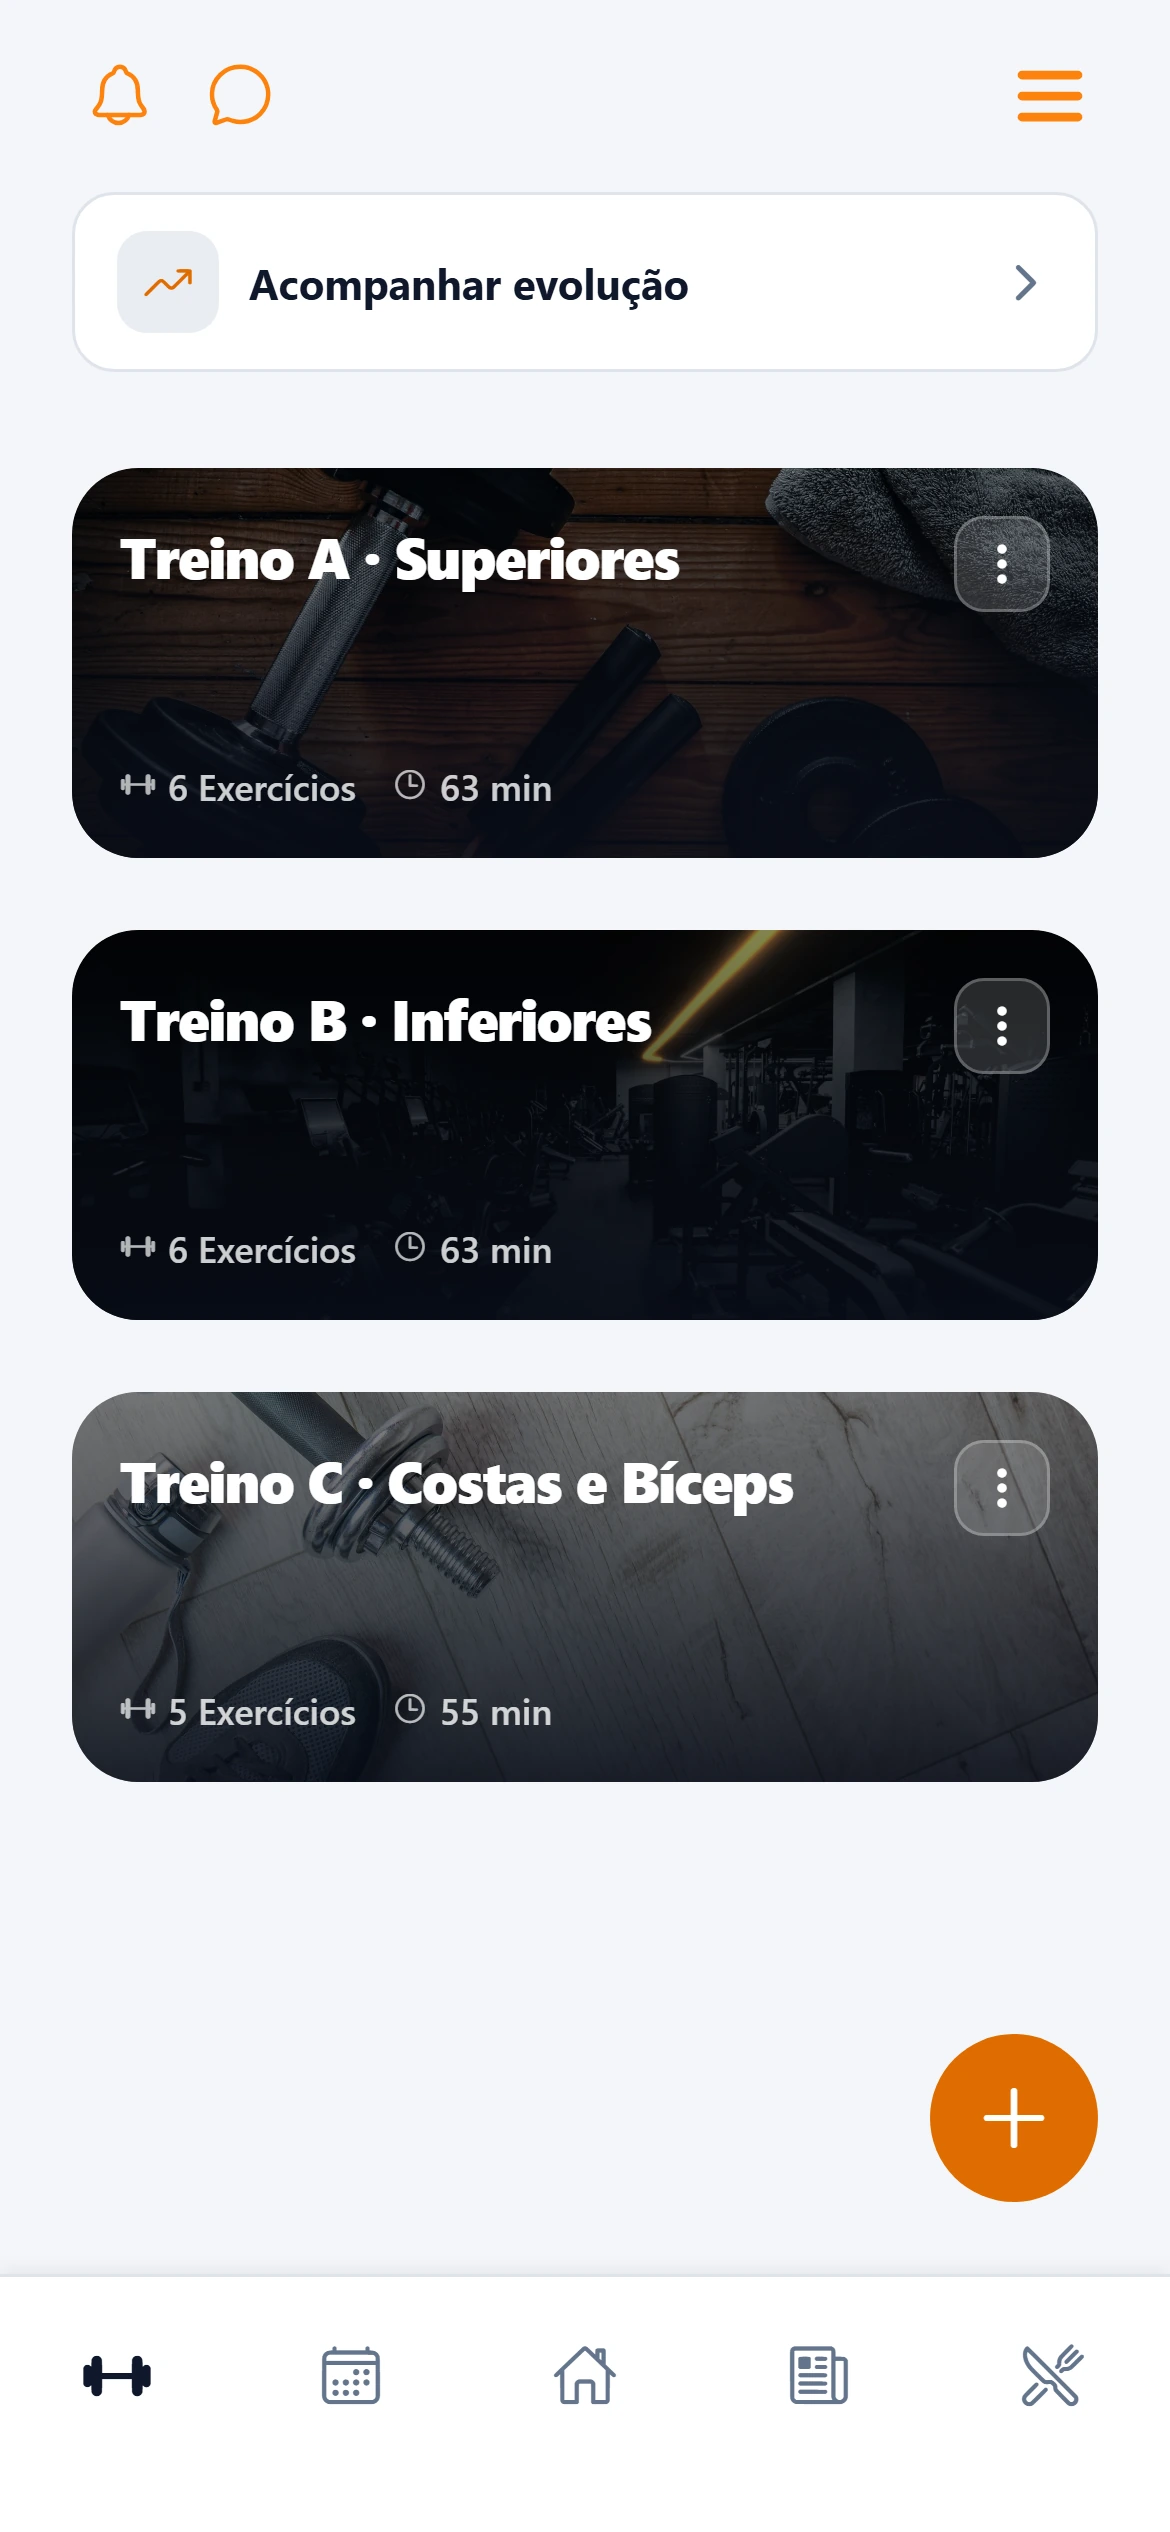 Acompanhar evolução
Treino A · Superiores
6 Exercícios 63 min
Treino B · Inferiores
6 Exercícios 63 min
Treino C · Costas e Bíceps
5 Exercícios 55 min